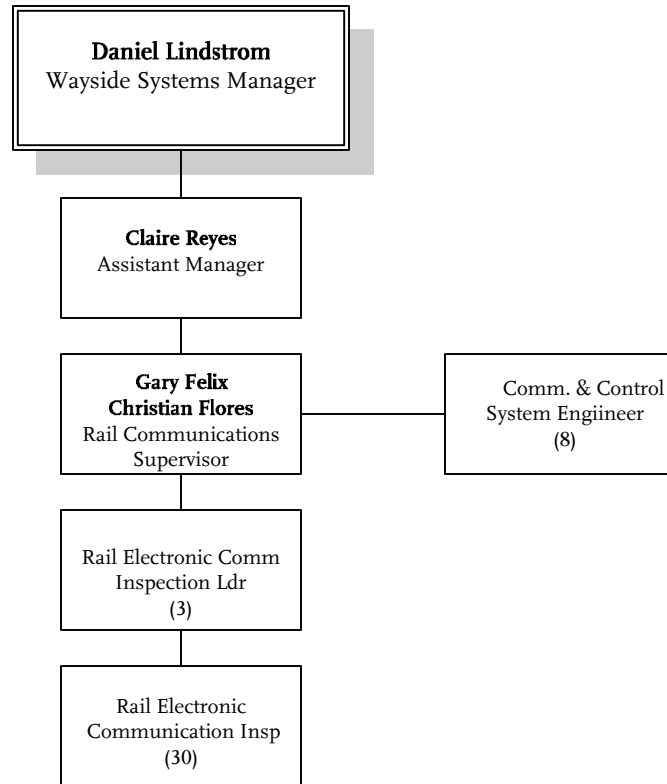 Daniel Lindstrom
Wayside Systems Manager
Claire Reyes
Assistant Manager
Gary Felix
Christian Flores
Rail Communications
Supervisor
Comm. & Control
System Engiineer
(8)
Rail Electronic Comm
Inspection Ldr
(3)
Rail Electronic
Communication Insp
(30)